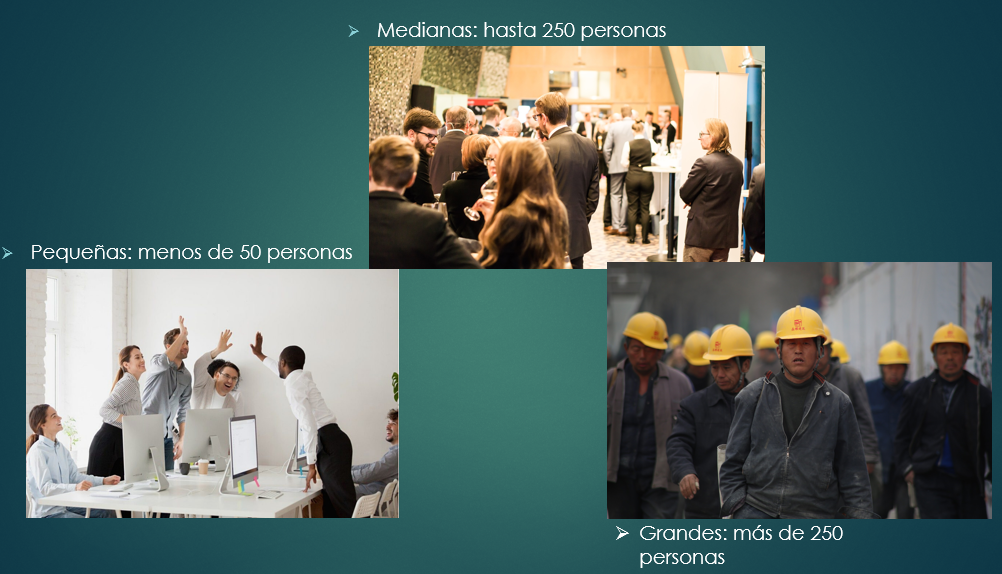 Medianas: hasta 250 personas
Pequeñas: menos de 50 personas
Grandes: más de 250
personas